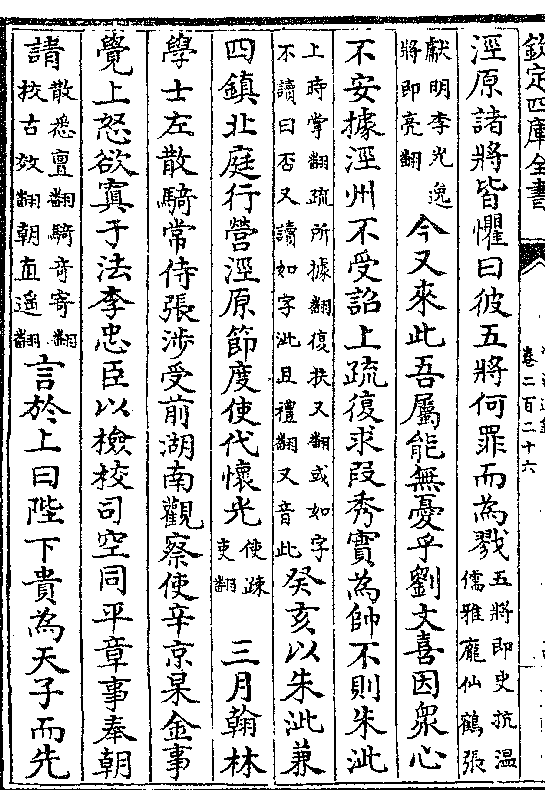 欽定四庫全書
卷二百二十六
涇原諸將皆懼曰彼五將何罪而為戮五將即史抗温儒雅龎仙鶴張
獻明李光逸將即亮翻今又來此吾屬能無憂乎劉文喜因衆心
不安據涇州不受詔上疏復求段秀實為帥不則朱泚
上時掌翻疏所據翻復扶又翻或如字不讀曰否又讀如字泚且禮翻又音此癸亥以朱泚兼
四鎮北庭行營涇原節度使代懷光使疎吏翻三月翰林
學士左散騎常侍張涉受前湖南觀察使辛京杲金事
覺上怒欲寘于法李忠臣以檢校司空同平章事奉朝
請散悉亶翻騎奇寄翻校古效翻朝直遥翻言於上曰陛下貴為天子而先